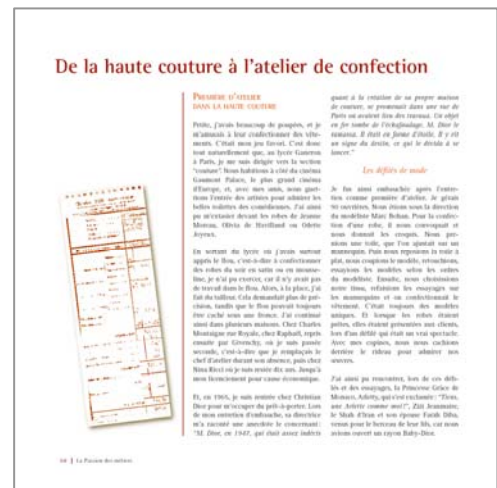 De la haute couture à l'atelier de confection
PREMIÈRE D'ATELIER
DANS LA HAUTE COUTURE
Petite, j'avais beaucoup de poupées, et je
m'amusais à leur confectionner des vête-
ments. C'était mon jeu favori. C'est donc
tout naturellement que, au lycée Ganeron
à Paris, je me suis dirigée vers la section
"couture". Nous habitions à côté du cinéma
Gaumont Palace, le plus grand cinéma
d'Europe, et, avec mes amis, nous guet-
tions l'entrée des artistes pour admirer les
belles toilettes des comédiennes. J'ai ainsi
pu m'extasier devant les robes de Jeanne
Moreau, Olivia de Havilland ou Odette
Joyeux.
En sortant du lycée où j'avais surtout
appris le flou, c'est-à-dire à confectionner
des robes du soir en satin ou en mousse-
line, je n'ai pu exercer, car il n'y avait pas
de travail dans le flou. Alors, à la place, j'ai
fait du tailleur. Cela demandait plus de pré-
cision, tandis que le flou pouvait toujours
être caché sous une fronce. J'ai continué
ainsi dans plusieurs maisons. Chez Charles
Montaigne rue Royale, chez Raphaël, repris
ensuite par Givenchy, où je suis passée
seconde, c'est-à-dire que je remplaçais le
chef d'atelier durant son absence, puis chez
Nina Ricci où je suis restée dix ans. Jusqu'à
mon licenciement pour cause économique.
Et, en 1965, je suis rentrée chez Christian
Dior pour m'occuper du prêt-à-porter. Lors
de mon entretien d'embauche, sa directrice
m'a raconté une anecdote le concernant :
"M. Dior, en 1947, qui était assez indécis
quant à la création de sa propre maison
de couture, se promenait dans une rue de
Paris où avaient lieu des travaux. Un objet
en fer tomba de l'échafaudage. M. Dior le
ramassa. Il était en forme d'étoile. Il y vit
un signe du destin, ce qui le décida à se
lancer."
Les défilés de mode
Je fus ainsi embauchée après l'entre-
tien comme première d'atelier. Je gérais
90 ouvrières. Nous étions sous la direction
du modéliste Marc Bohan. Pour la confec-
tion d'une robe, il nous convoquait et
nous donnait les croquis. Nous pre-
nions une toile, que l'on ajustait sur un
mannequin. Puis nous reposions la toile à
plat, nous coupions le modèle, retouchions,
essayions les modèles selon les ordres
du modéliste. Ensuite, nous choisissions
notre tissu, refaisions les essayages sur
les mannequins et on confectionnait le
vêtement. C'était toujours des modèles
uniques. Et lorsque les robes étaient
prêtes, elles étaient présentées aux clients,
lors d'un défilé qui était un vrai spectacle.
Avec mes copines, nous nous cachions
derrière le rideau pour admirer nos
œuvres.
J'ai ainsi pu rencontrer, lors de ces défi-
lés et des essayages, la Princesse Grâce de
Monaco, Arletty, qui s'est exclamée : "Tiens,
une Arlette comme moi !", Zizi Jeanmaire,
le Shah d'Iran et son épouse Farah Diba,
venus pour le berceau de leur fils, car nous
avions ouvert un rayon Baby-Dior.
| La Passion des métiers